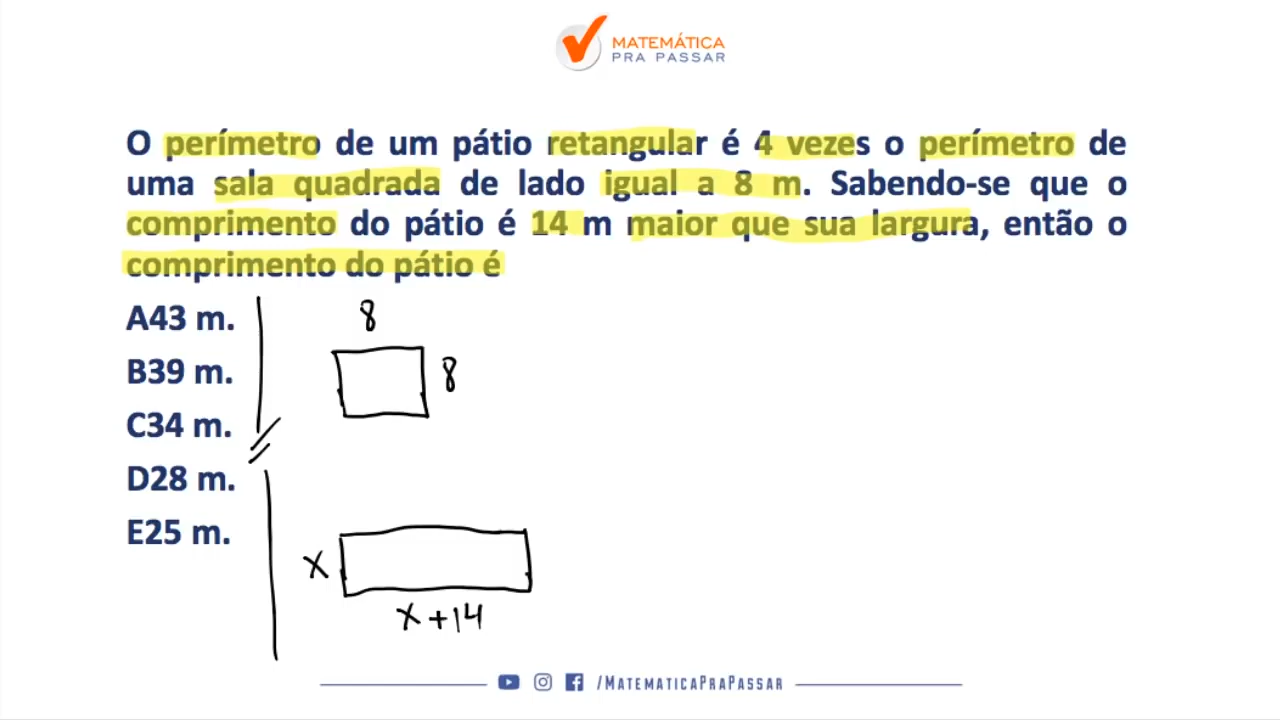 MATEMÁTICA
PRA PASSAR
O perímetro de um pátio retangular é 4 vezes o perímetro de
uma sala quadrada de lado igual a 8 m. Sabendo-se que o
comprimento do pátio é 14 m maior que sua largura, então o
comprimento do pátio é
A43 m.
B39 m.
C34 m.
D28 m.
E25 m.
8
8
x
x+14
/MatematicaPraPassar